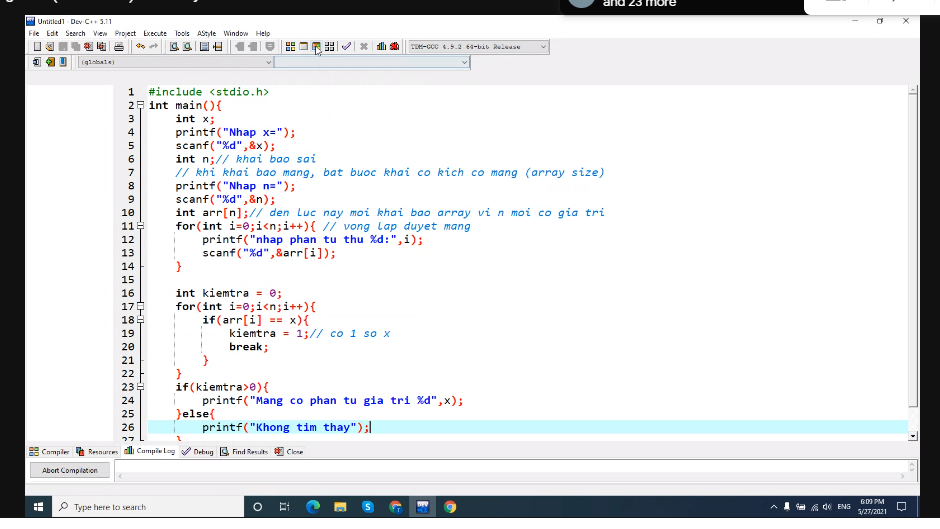 and 23 more
Untitled1 - Dev-C++ 5.11
File Edit Search View Project Execute Tools AStyle Window Help
TDM-GCC 4.9.2 64-bit Release
(globals)
1 #include <stdio.h>
2 int main(){
3 int x;
4 printf("Nhap x=");
5 scanf("%d",&x);
6 int n;// khai bao sai
7 // khi khai bao mang, bat buoc khai co kich co mang (array size)
8 printf("Nhap n=");
9 scanf("%d",&n);
10 int arr[n];// den luc nay moi khai bao array vi n moi co gia tri
11 for(int i=0;i<n;i++){ // vong lap duyet mang
12 printf("nhap phan tu thu %d:",i);
13 scanf("%d",&arr[i]);
14 }
15
16 int kiemtra = 0;
17 for(int i=0;i<n;i++){
18 if(arr[i] == x){
19 kiemtra = 1;// co 1 so x
20 break;
21 }
22 }
23 if(kiemtra>0){
24 printf("Mang co phan tu gia tri %d",x);
25 }else{
26 printf("Khong tim thay");
27 }
Compiler Resources Compile Log Debug Find Results Close
Abort Compilation
Type here to search
ENG
6:09 PM
5/27/2021